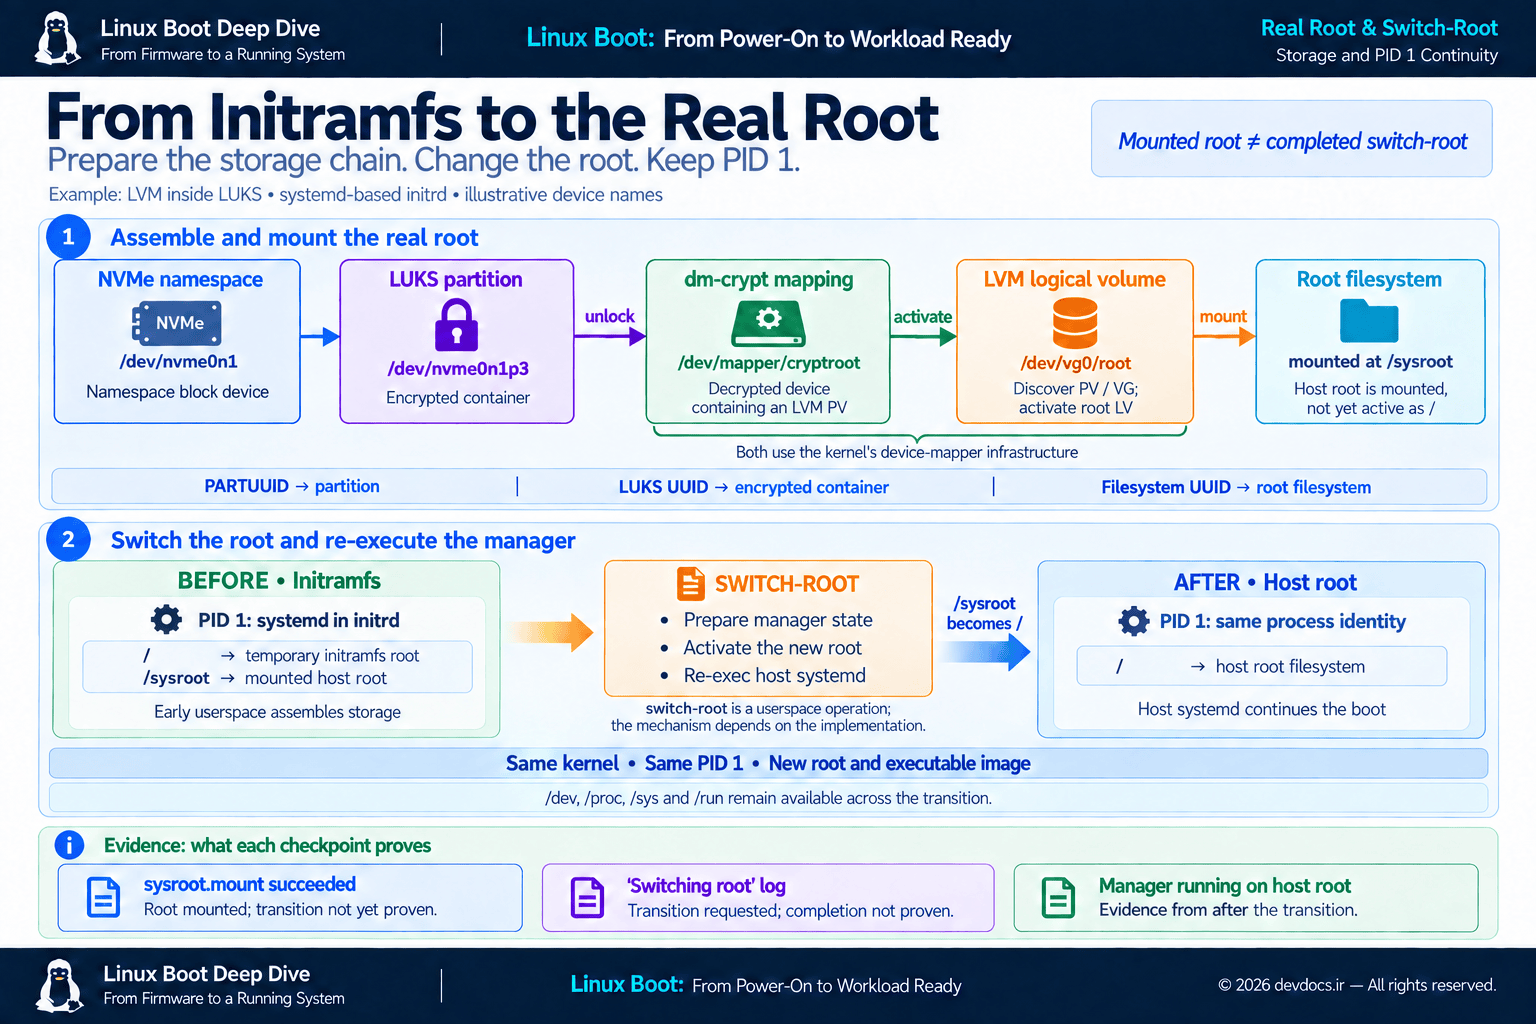 Linux Boot Deep Dive
From Firmware to a Running System
Linux Boot: From Power-On to Workload Ready
Real Root & Switch-Root
Storage and PID 1 Continuity
From Initramfs to the Real Root
Prepare the storage chain. Change the root. Keep PID 1.
Example: LVM inside LUKS • systemd-based initrd • illustrative device names
Mounted root ≠ completed switch-root
1
Assemble and mount the real root
NVMe namespace
NVMe
/dev/nvme0n1
Namespace block device
LUKS partition
/dev/nvme0n1p3
Encrypted container
unlock
dm-crypt mapping
/dev/mapper/cryptroot
Decrypted device
containing an LVM PV
activate
LVM logical volume
/dev/vg0/root
Discover PV / VG;
activate root LV
mount
Root filesystem
mounted at /sysroot
Host root is mounted,
not yet active as /
Both use the kernel's device-mapper infrastructure
PARTUUID → partition
LUKS UUID → encrypted container
Filesystem UUID → root filesystem
2
Switch the root and re-execute the manager
BEFORE • Initramfs
PID 1: systemd in initrd
/ → temporary initramfs root
/sysroot → mounted host root
Early userspace assembles storage
SWITCH-ROOT
• Prepare manager state
• Activate the new root
• Re-exec host systemd
switch-root is a userspace operation;
the mechanism depends on the implementation.
/sysroot
becomes /
AFTER • Host root
PID 1: same process identity
/ → host root filesystem
Host systemd continues the boot
Same kernel • Same PID 1 • New root and executable image
/dev, /proc, /sys and /run remain available across the transition.
i
Evidence: what each checkpoint proves
sysroot.mount succeeded
Root mounted; transition not yet proven.
‘Switching root’ log
Transition requested; completion not proven.
Manager running on host root
Evidence from after the transition.
Linux Boot Deep Dive
From Firmware to a Running System
Linux Boot: From Power-On to Workload Ready
© 2026 devdocs.ir — All rights reserved.